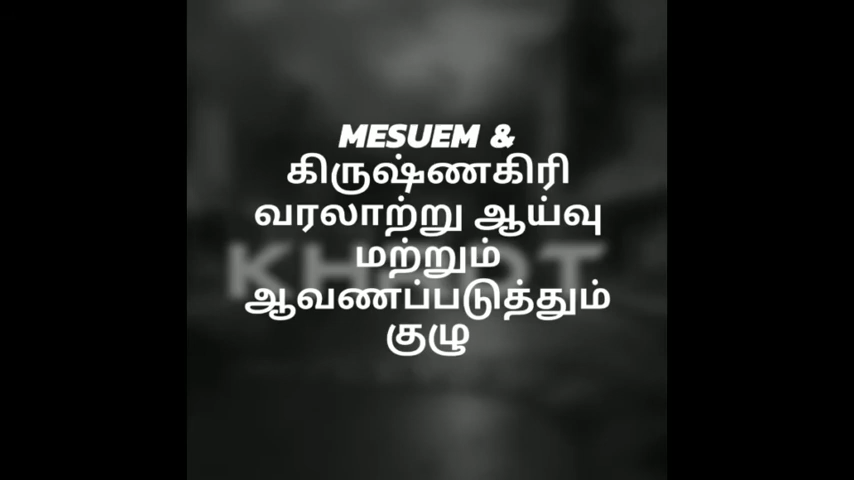 MESUEM &
கிருஷ்ணகிரி
வரலாற்று ஆய்வு
மற்றும்
ஆவணப்படுத்தும்
குழு